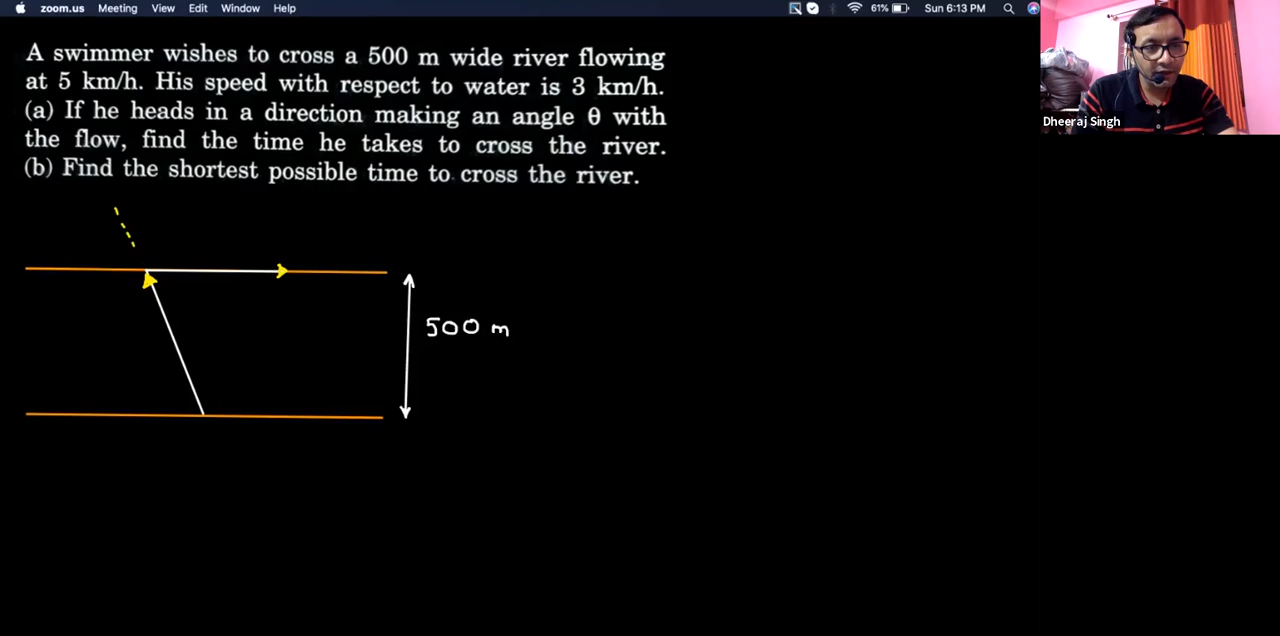 zoom.us Meeting View Edit Window Help 61% Sun 6:13 PM
A swimmer wishes to cross a 500 m wide river flowing
at 5 km/h. His speed with respect to water is 3 km/h.
(a) If he heads in a direction making an angle θ with
the flow, find the time he takes to cross the river.
(b) Find the shortest possible time to cross the river.
500 m
Dheeraj Singh